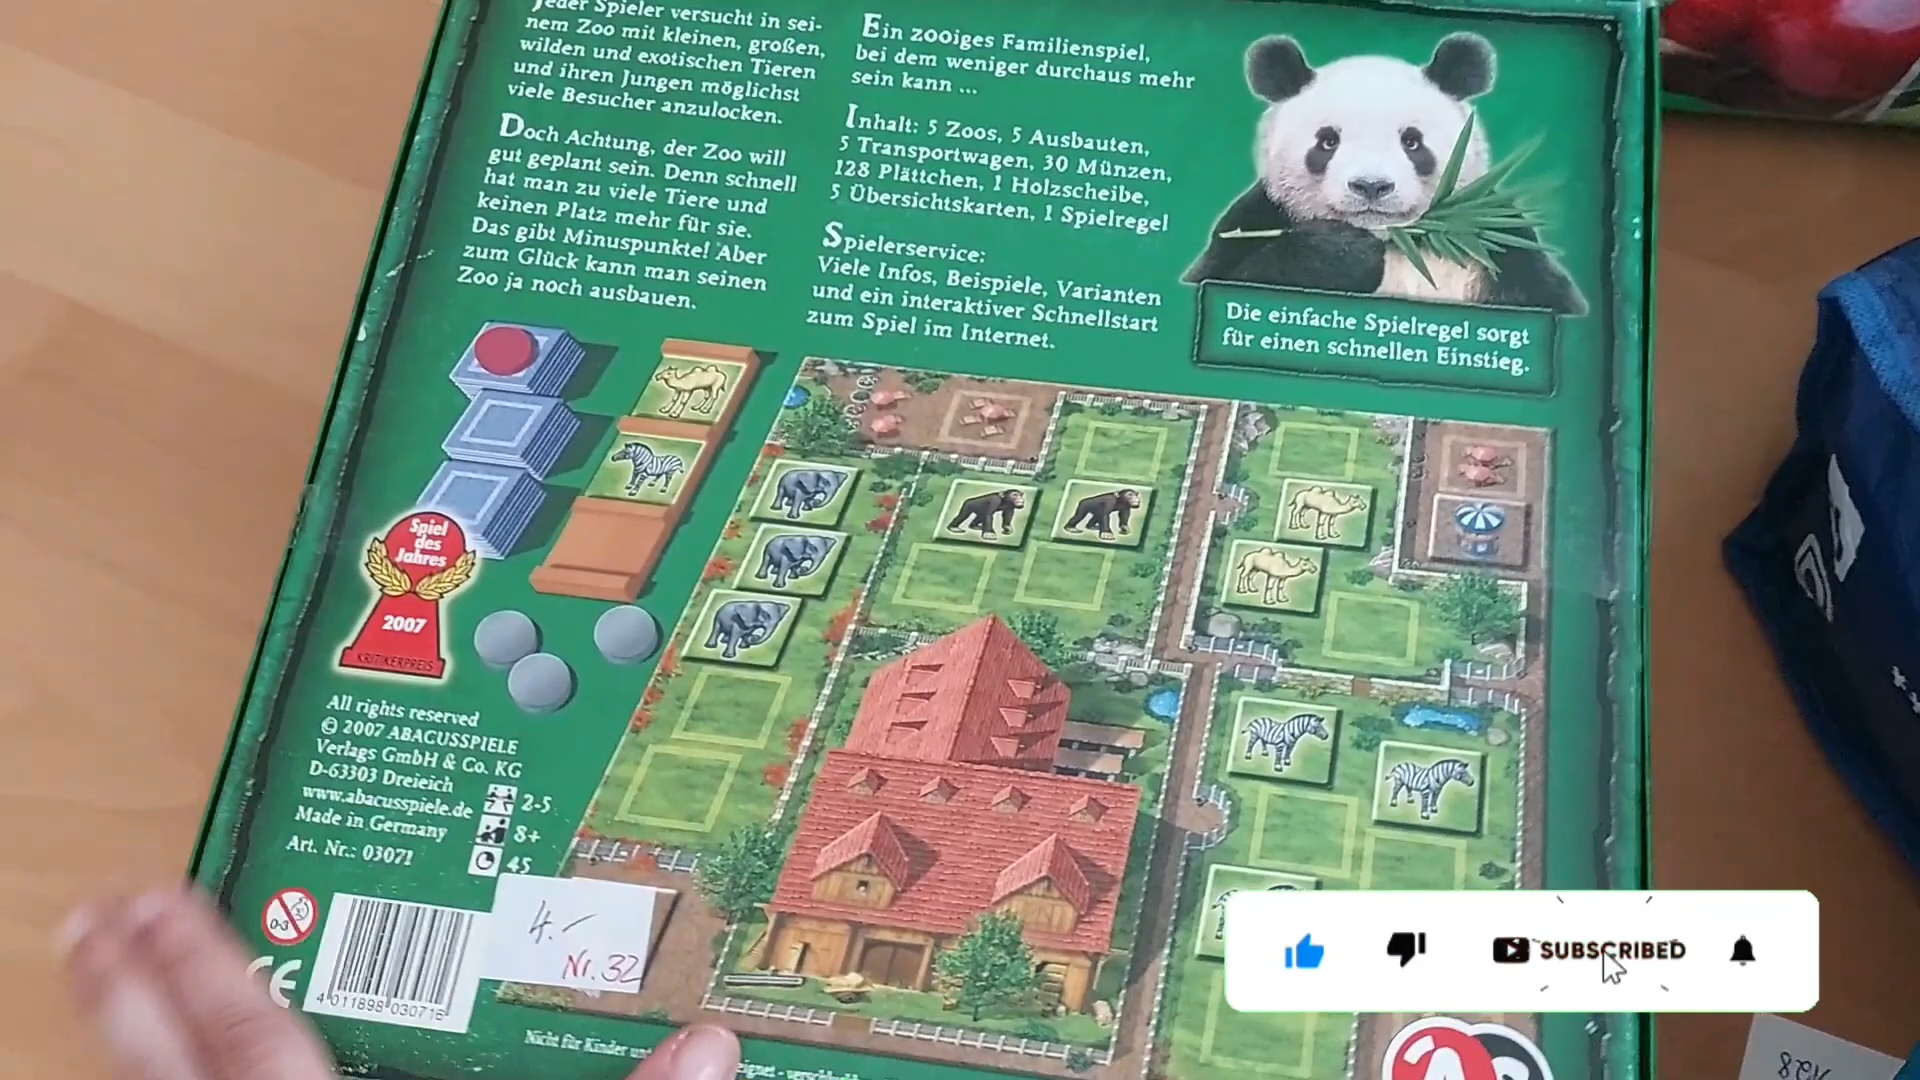 Jeder Spieler versucht in sei-
nem Zoo mit kleinen, großen,
wilden und exotischen Tieren
und ihren Jungen möglichst
viele Besucher anzulocken.
Doch Achtung, der Zoo will
gut geplant sein. Denn schnell
hat man zu viele Tiere und
keinen Platz mehr für sie.
Das gibt Minuspunkte! Aber
zum Glück kann man seinen
Zoo ja noch ausbauen.
Ein zooiges Familienspiel,
bei dem weniger durchaus mehr
sein kann ...
Inhalt: 5 Zoos, 5 Ausbauten,
5 Transportwagen, 30 Münzen,
128 Plättchen, 1 Holzscheibe,
5 Übersichtskarten, 1 Spielregel
Spielerservice:
Viele Infos, Beispiele, Varianten
und ein interaktiver Schnellstart
zum Spiel im Internet.
Die einfache Spielregel sorgt
für einen schnellen Einstieg.
Spiel
des
Jahres
2007
KRITIKERPREIS
All rights reserved
© 2007 ABACUSSPIELE
Verlags GmbH & Co. KG
D-63303 Dreieich
www.abacusspiele.de
Made in Germany
Art. Nr.: 03071
2-5
8+
45
0-3
CE
4 011898 030716
4.-
Nr. 32
Nicht für Kinder
SUBSCRIBED